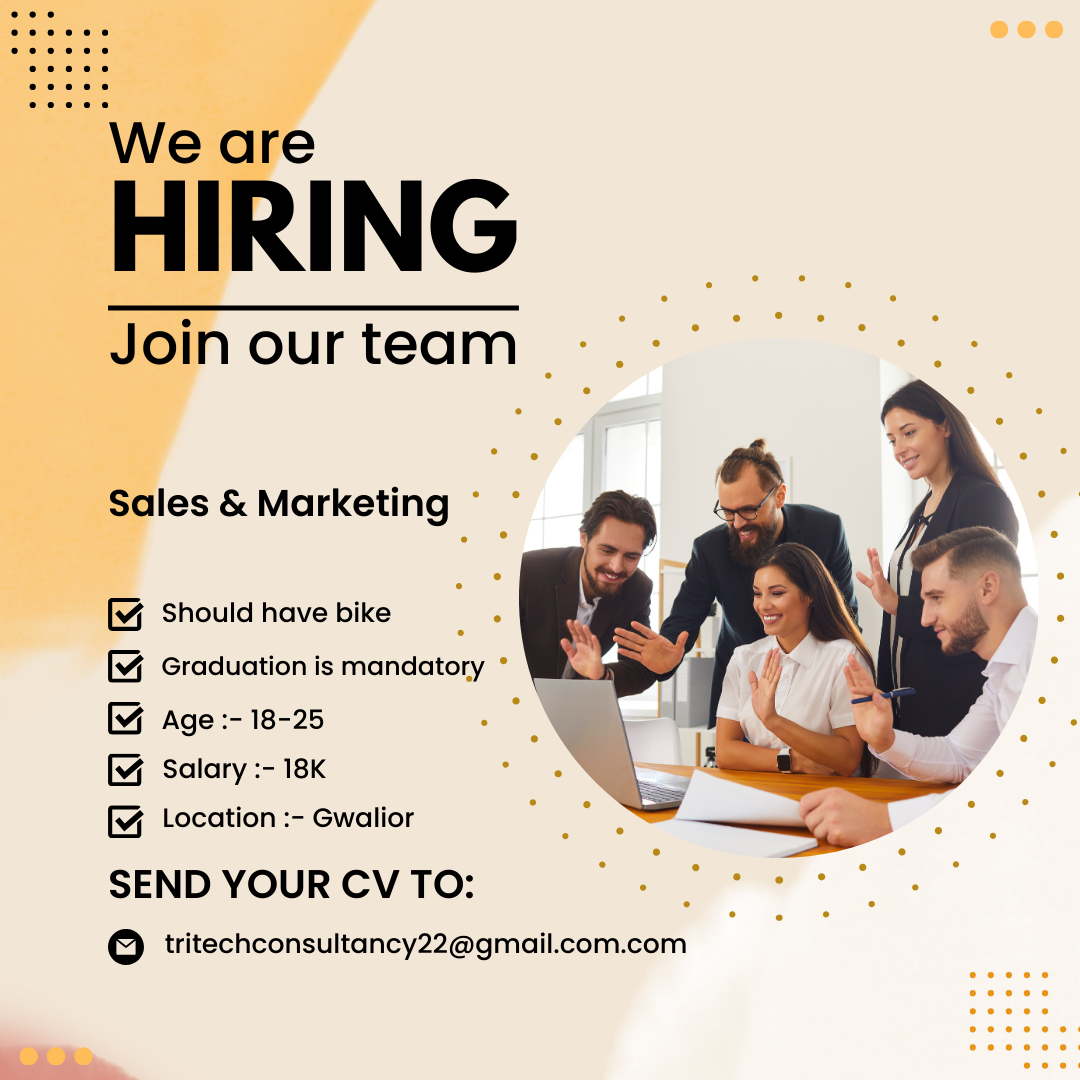 We are
HIRING
Join our team
Sales & Marketing
Should have bike
Graduation is mandatory
Age :- 18-25
Salary :- 18K
Location :- Gwalior
SEND YOUR CV TO:
tritechconsultancy22@gmail.com.com